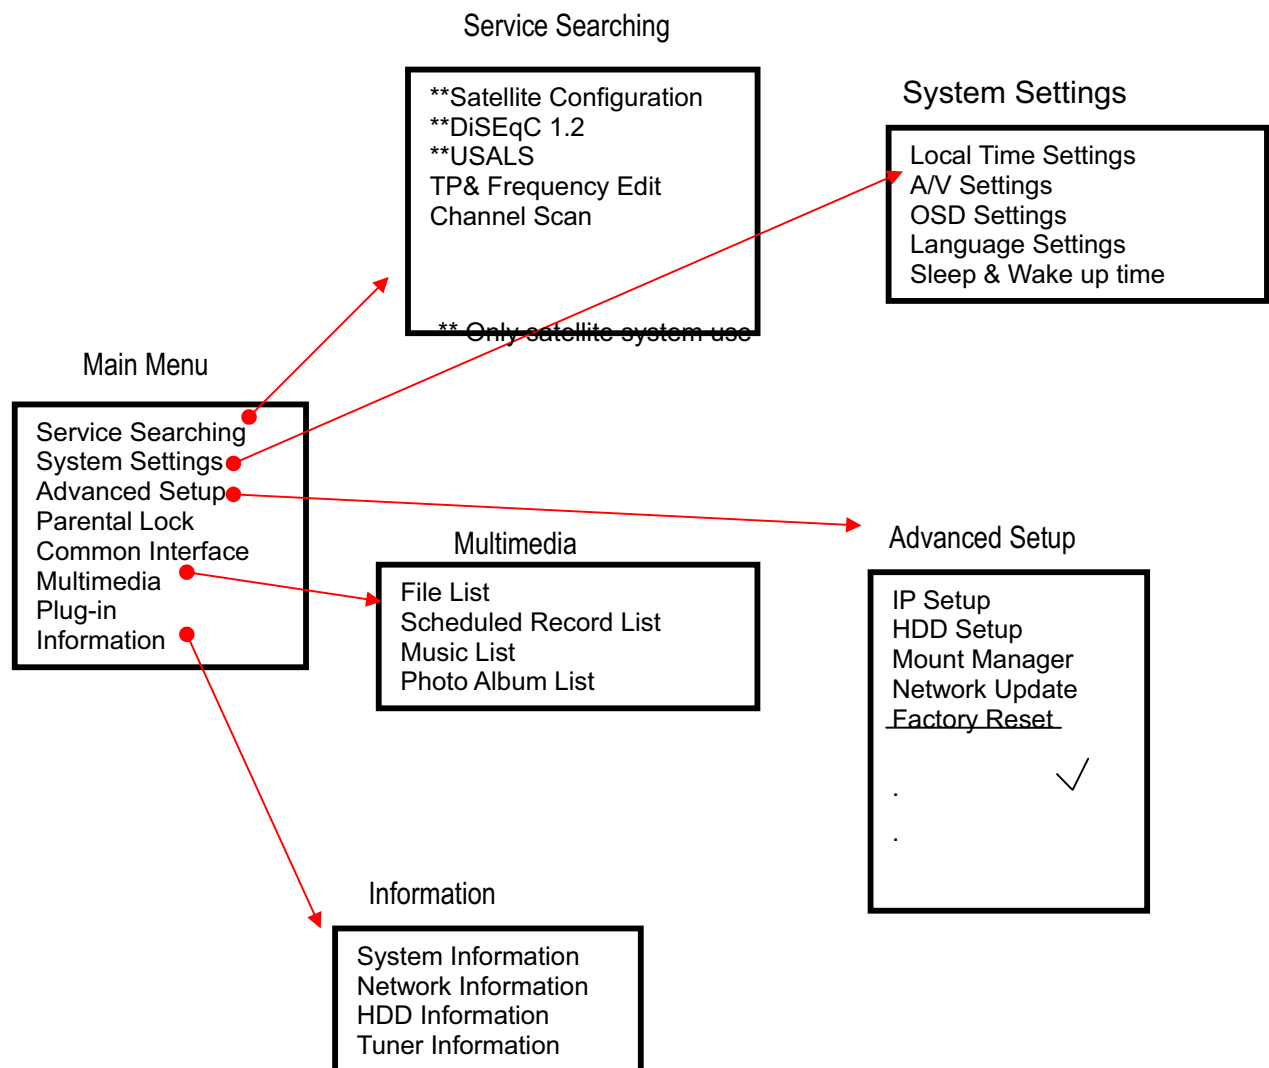 Service Searching
**Satellite Configuration
**DiSEqC 1.2
**USALS
TP& Frequency Edit
Channel Scan
** Only satellite system use
System Settings
Local Time Settings
A/V Settings
OSD Settings
Language Settings
Sleep & Wake up time
Main Menu
Service Searching
System Settings
Advanced Setup
Parental Lock
Common Interface
Multimedia
Plug-in
Information
Multimedia
File List
Scheduled Record List
Music List
Photo Album List
Advanced Setup
IP Setup
HDD Setup
Mount Manager
Network Update
Factory Reset
.
.
Information
System Information
Network Information
HDD Information
Tuner Information